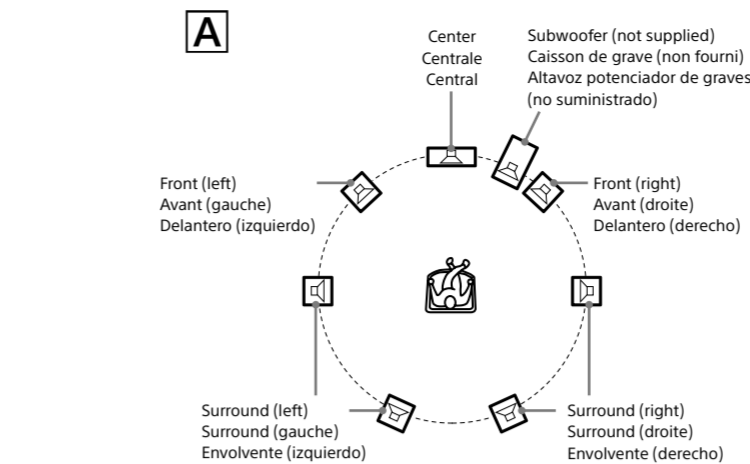 A
Center
Centrale
Central
Subwoofer (not supplied)
Caisson de grave (non fourni)
Altavoz potenciador de graves
(no suministrado)
Front (left)
Avant (gauche)
Delantero (izquierdo)
Front (right)
Avant (droite)
Delantero (derecho)
Surround (left)
Surround (gauche)
Envolvente (izquierdo)
Surround (right)
Surround (droite)
Envolvente (derecho)